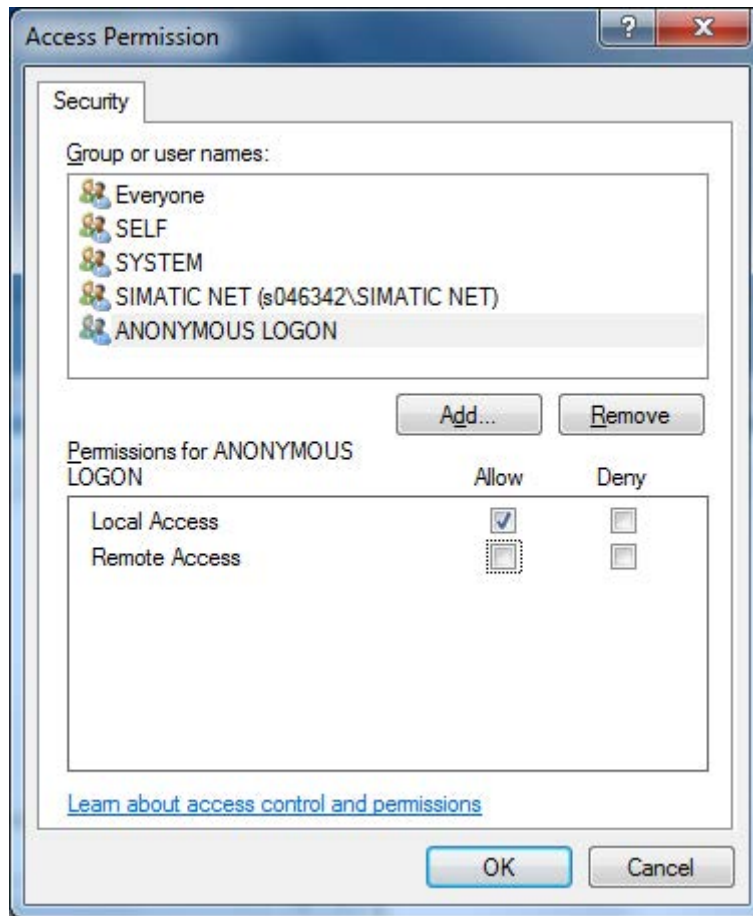 Access Permission
Security
Group or user names:
Everyone
SELF
SYSTEM
SIMATIC NET (s046342\SIMATIC NET)
ANONYMOUS LOGON
Add... Remove
Permissions for ANONYMOUS
LOGON Allow Deny
Local Access
Remote Access
Learn about access control and permissions
OK Cancel